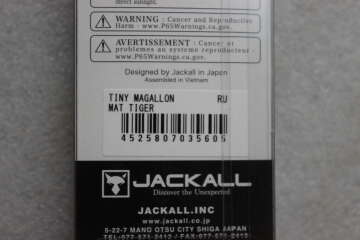 direct sunlight.
WARNING : Cancer and Reproductive
Harm - www.P65Warnings.ca.gov.
AVERTISSEMENT : Cancer et
problèmes au système reproducteur -
www.P65Warnings.ca.gov.
Designed by Jackall in Japan
Assembled in Vietnam
TINY MAGALLON RU
MAT TIGER
4525807035605
JACKALL
Discover the Unexpected
JACKALL.INC
www.jackall.co.jp
5-22-7 MANO OTSU CITY SHIGA JAPAN